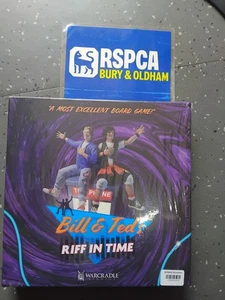 RSPCA
BURY & OLDHAM
"A MOST EXCELLENT BOARD GAME!"
Bill & Ted's
RIFF IN TIME
WARCRADLE